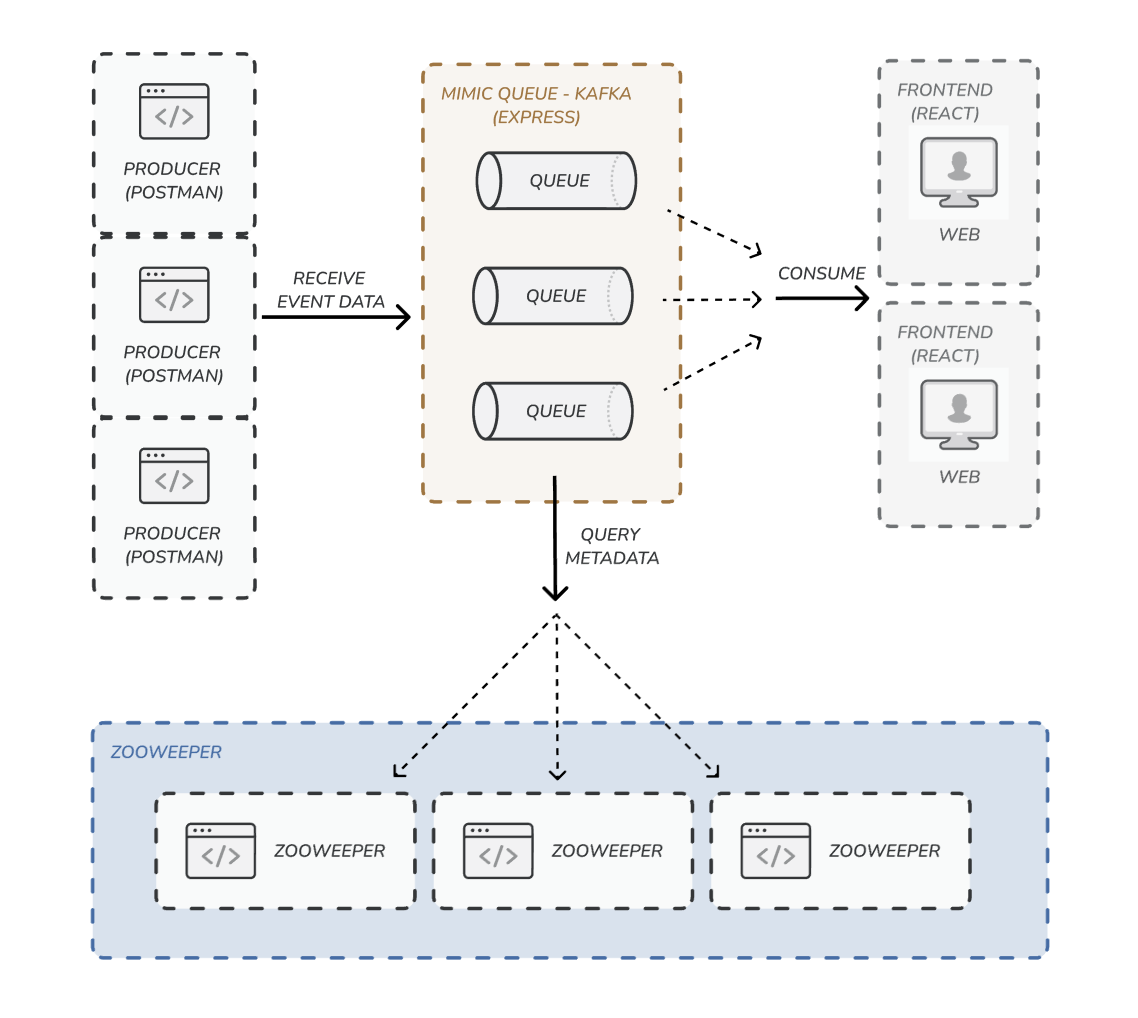 PRODUCER
(POSTMAN)
PRODUCER
(POSTMAN)
PRODUCER
(POSTMAN)
RECEIVE
EVENT DATA
MIMIC QUEUE - KAFKA
(EXPRESS)
QUEUE
QUEUE
QUEUE
CONSUME
FRONTEND
(REACT)
WEB
FRONTEND
(REACT)
WEB
QUERY
METADATA
ZOOWEEPER
</> ZOOWEEPER
</> ZOOWEEPER
</> ZOOWEEPER